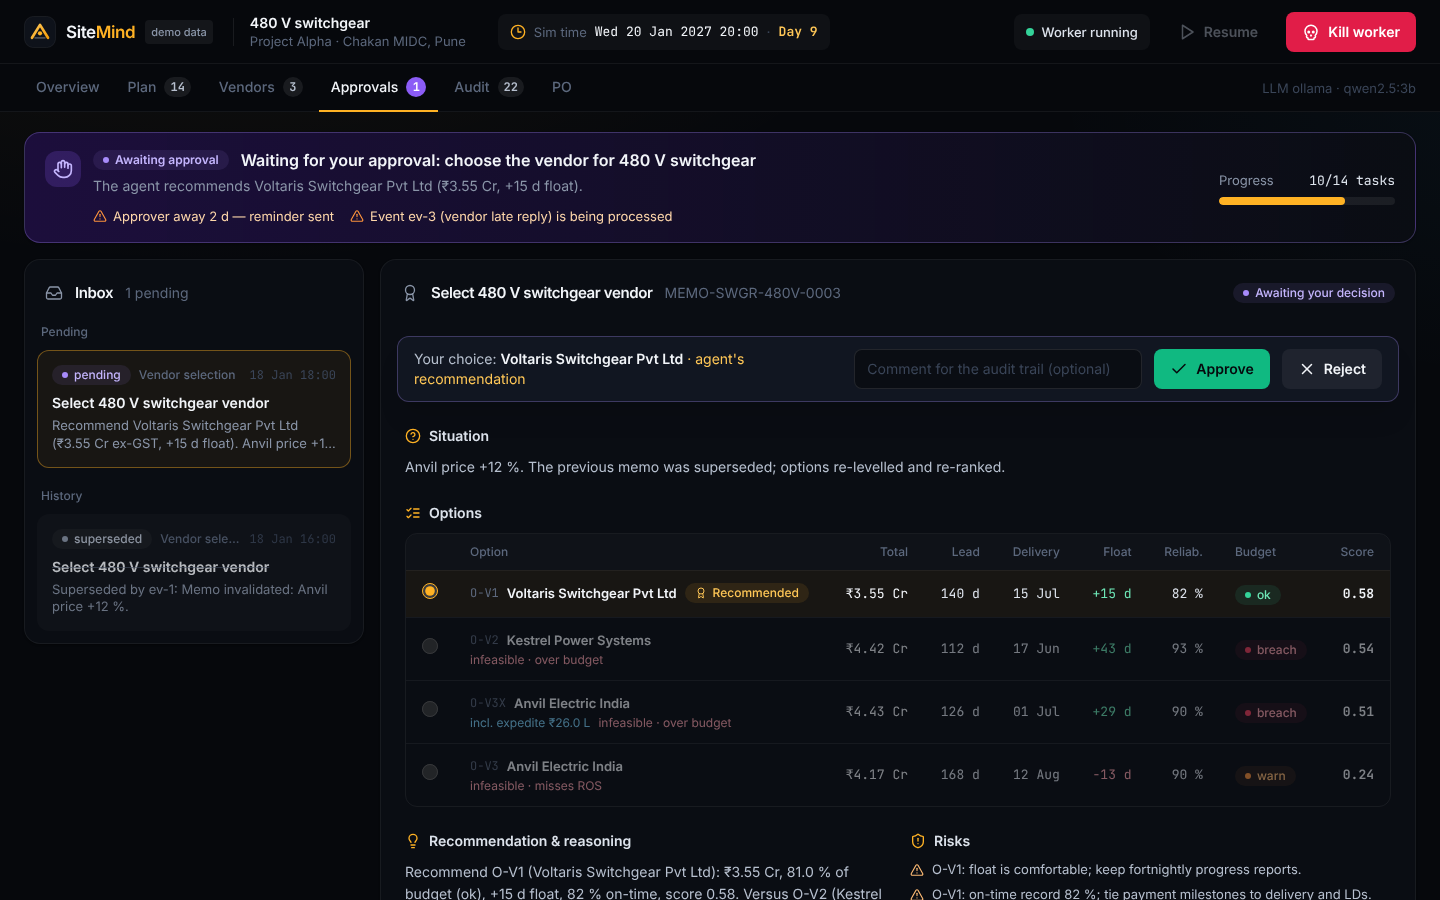 SiteMind demo data
480 V switchgear
Project Alpha · Chakan MIDC, Pune
Sim time Wed 20 Jan 2027 20:00 · Day 9
Worker running
Resume
Kill worker
Overview
Plan 14
Vendors 3
Approvals 1
Audit 22
PO
LLM ollama · qwen2.5:3b
Awaiting approval Waiting for your approval: choose the vendor for 480 V switchgear
The agent recommends Voltaris Switchgear Pvt Ltd (₹3.55 Cr, +15 d float).
Approver away 2 d — reminder sent Event ev-3 (vendor late reply) is being processed
Progress 10/14 tasks
Inbox 1 pending
Pending
pending Vendor selection 18 Jan 18:00
Select 480 V switchgear vendor
Recommend Voltaris Switchgear Pvt Ltd
(₹3.55 Cr ex-GST, +15 d float). Anvil price +1...
History
superseded Vendor sele... 18 Jan 16:00
Select 480 V switchgear vendor
Superseded by ev-1: Memo invalidated: Anvil
price +12 %.
Select 480 V switchgear vendor MEMO-SWGR-480V-0003
Awaiting your decision
Your choice: Voltaris Switchgear Pvt Ltd · agent's
recommendation
Comment for the audit trail (optional)
Approve
Reject
Situation
Anvil price +12 %. The previous memo was superseded; options re-levelled and re-ranked.
Options
Option Total Lead Delivery Float Reliab. Budget Score
O-V1 Voltaris Switchgear Pvt Ltd Recommended ₹3.55 Cr 140 d 15 Jul +15 d 82 % ok 0.58
O-V2 Kestrel Power Systems ₹4.42 Cr 112 d 17 Jun +43 d 93 % breach 0.54
infeasible · over budget
O-V3X Anvil Electric India ₹4.43 Cr 126 d 01 Jul +29 d 90 % breach 0.51
incl. expedite ₹26.0 L infeasible · over budget
O-V3 Anvil Electric India ₹4.17 Cr 168 d 12 Aug -13 d 90 % warn 0.24
infeasible · misses ROS
Recommendation & reasoning
Recommend O-V1 (Voltaris Switchgear Pvt Ltd): ₹3.55 Cr, 81.0 % of
budget (ok), +15 d float, 82 % on-time, score 0.58. Versus O-V2 (Kestrel
Risks
O-V1: float is comfortable; keep fortnightly progress reports.
O-V1: on-time record 82 %; tie payment milestones to delivery and LDs.